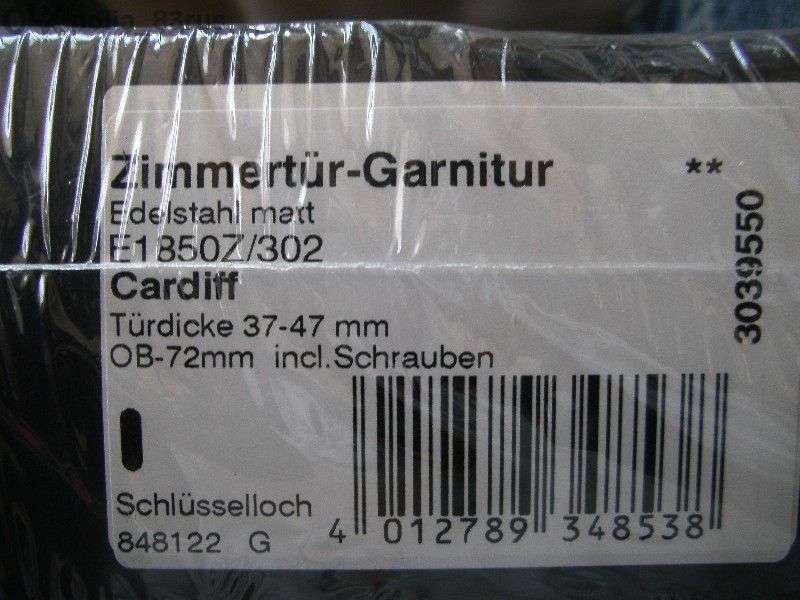 Zimmertür-Garnitur **
Edelstahl matt
E1850Z/302
Cardiff
Türdicke 37-47 mm
OB-72mm incl.Schrauben
3039550
Schlüsselloch
848122 G
4 012789 348538